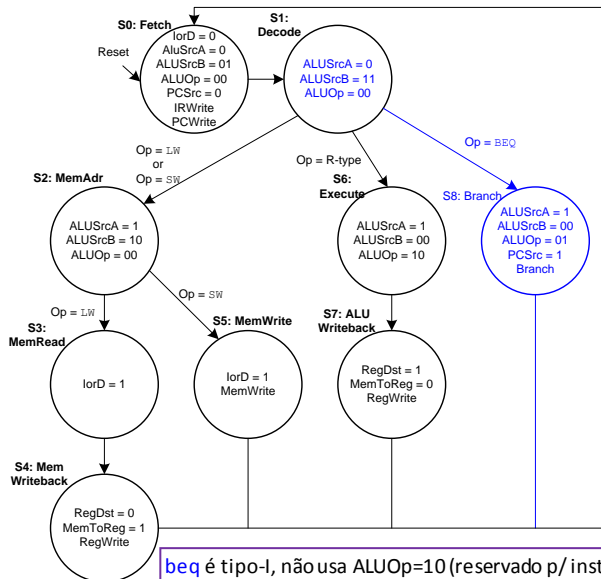 S0: Fetch
IorD = 0
AluSrcA = 0
ALUSrcB = 01
ALUOp = 00
PCSrc = 0
IRWrite
PCWrite
Reset
S1:
Decode
ALUSrcA = 0
ALUSrcB = 11
ALUOp = 00
Op = LW
or
Op = SW
Op = R-type
Op = BEQ
S2: MemAdr
ALUSrcA = 1
ALUSrcB = 10
ALUOp = 00
S6:
Execute
ALUSrcA = 1
ALUSrcB = 00
ALUOp = 10
S8: Branch
ALUSrcA = 1
ALUSrcB = 00
ALUOp = 01
PCSrc = 1
Branch
Op = LW
Op = SW
S3:
MemRead
IorD = 1
S5: MemWrite
IorD = 1
MemWrite
S7: ALU
Writeback
RegDst = 1
MemToReg = 0
RegWrite
S4: Mem
Writeback
RegDst = 0
MemToReg = 1
RegWrite
beq é tipo-I, não usa ALUOp=10 (reservado p/ inst